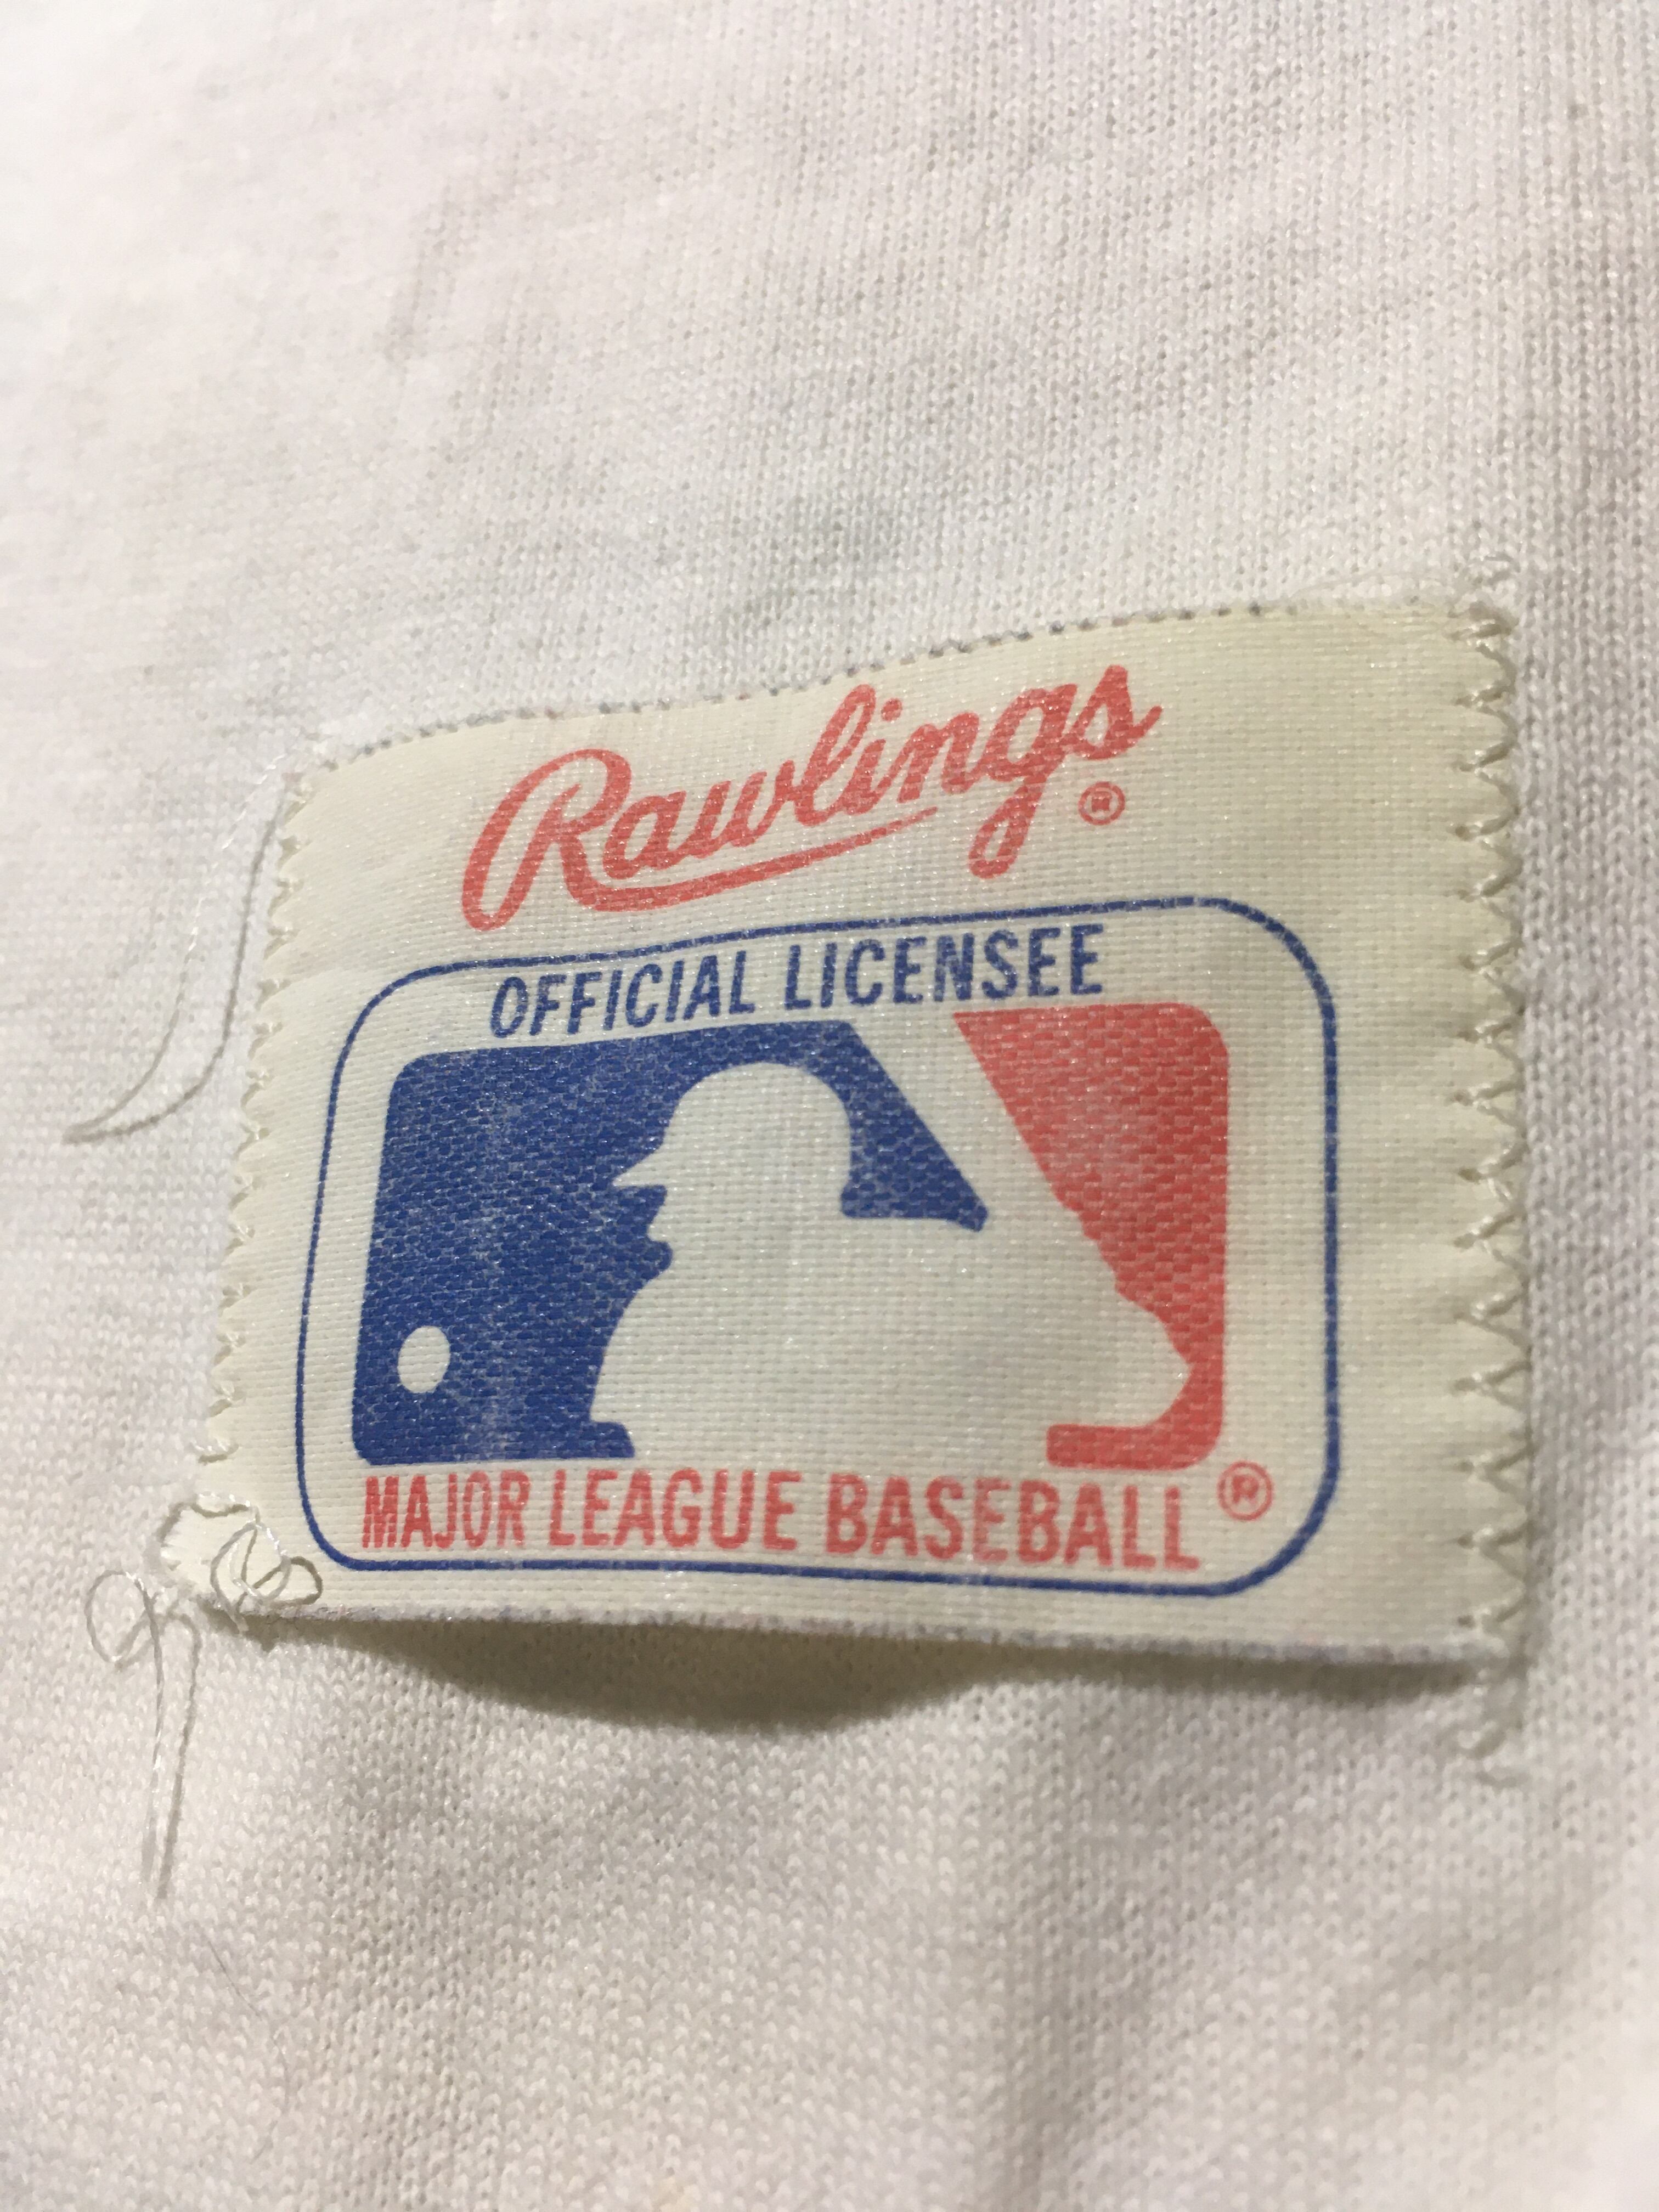 Rawlings®
OFFICIAL LICENSEE
MAJOR LEAGUE BASEBALL®